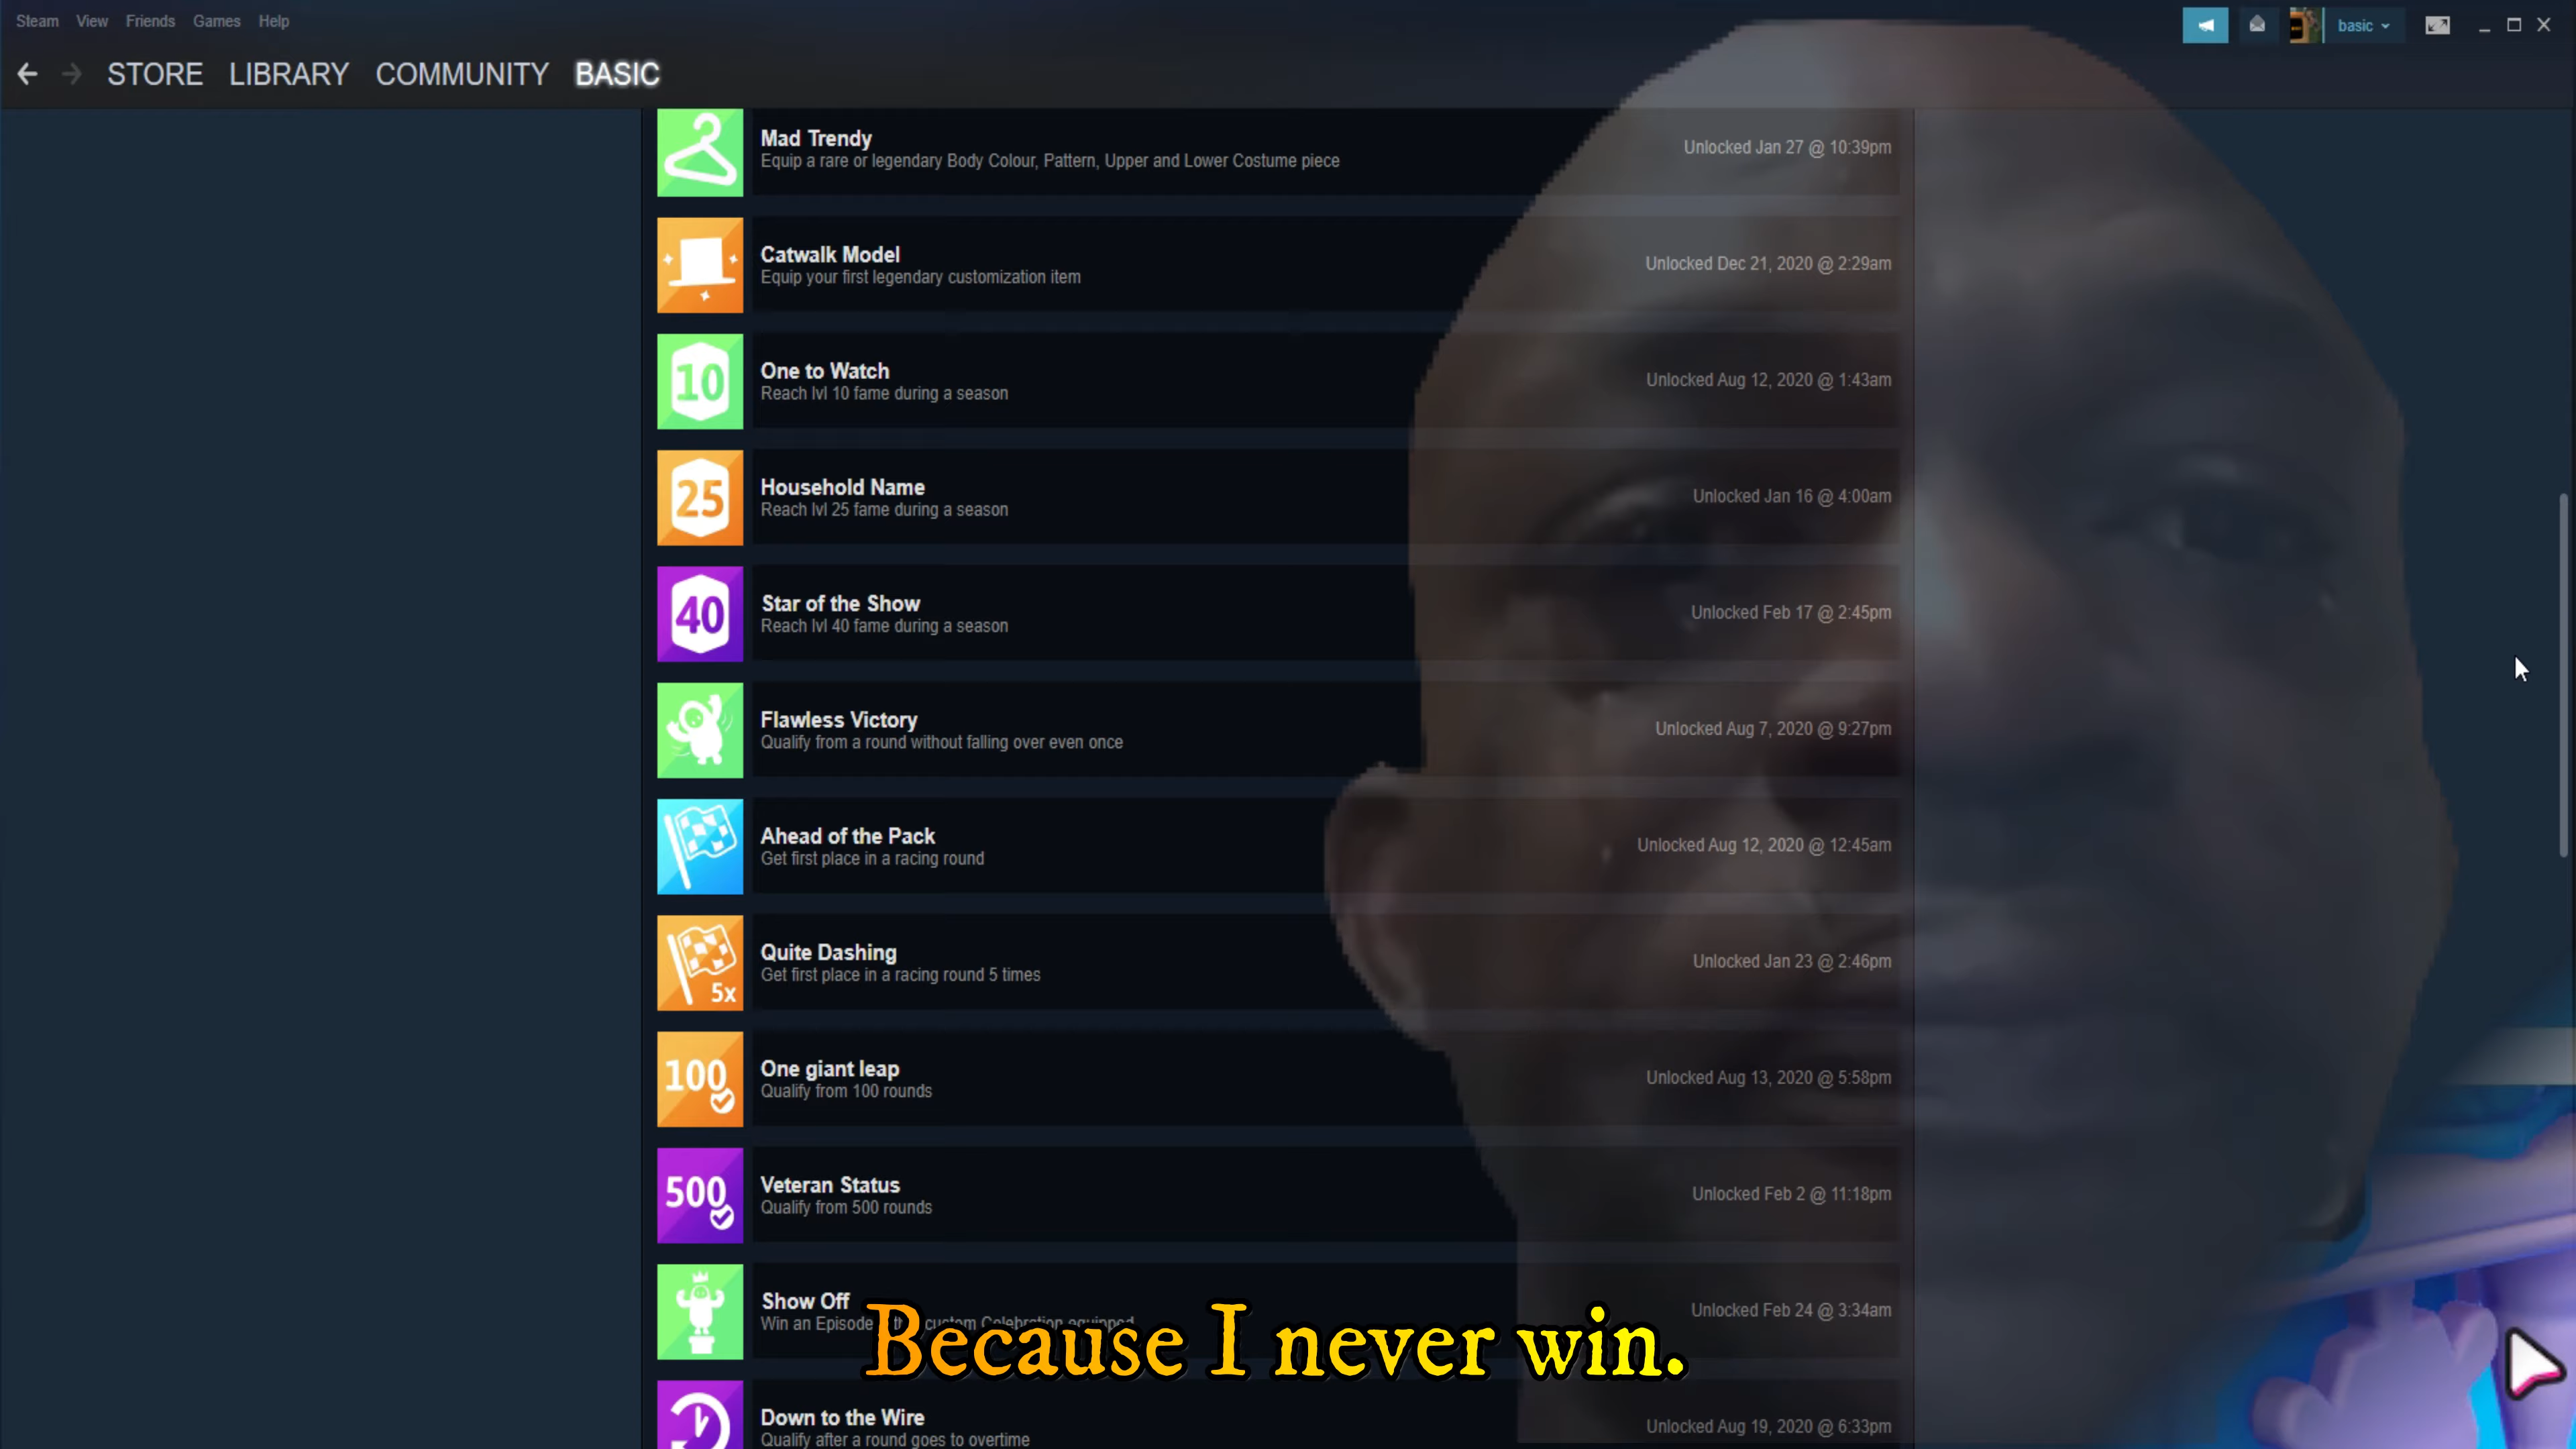 Steam View Friends Games Help
basic
STORE LIBRARY COMMUNITY BASIC
Mad Trendy
Equip a rare or legendary Body Colour, Pattern, Upper and Lower Costume piece
Unlocked Jan 27 @ 10:39pm
Catwalk Model
Equip your first legendary customization item
Unlocked Dec 21, 2020 @ 2:29am
10
One to Watch
Reach lvl 10 fame during a season
Unlocked Aug 12, 2020 @ 1:43am
25
Household Name
Reach lvl 25 fame during a season
Unlocked Jan 16 @ 4:00am
40
Star of the Show
Reach lvl 40 fame during a season
Unlocked Feb 17 @ 2:45pm
Flawless Victory
Qualify from a round without falling over even once
Unlocked Aug 7, 2020 @ 9:27pm
Ahead of the Pack
Get first place in a racing round
Unlocked Aug 12, 2020 @ 12:45am
5x
Quite Dashing
Get first place in a racing round 5 times
Unlocked Jan 23 @ 2:46pm
100
One giant leap
Qualify from 100 rounds
Unlocked Aug 13, 2020 @ 5:58pm
500
Veteran Status
Qualify from 500 rounds
Unlocked Feb 2 @ 11:18pm
Show Off
Win an Episode custom Celebration equipped
Unlocked Feb 24 @ 3:34am
Because I never win.
Down to the Wire
Qualify after a round goes to overtime
Unlocked Aug 19, 2020 @ 6:33pm